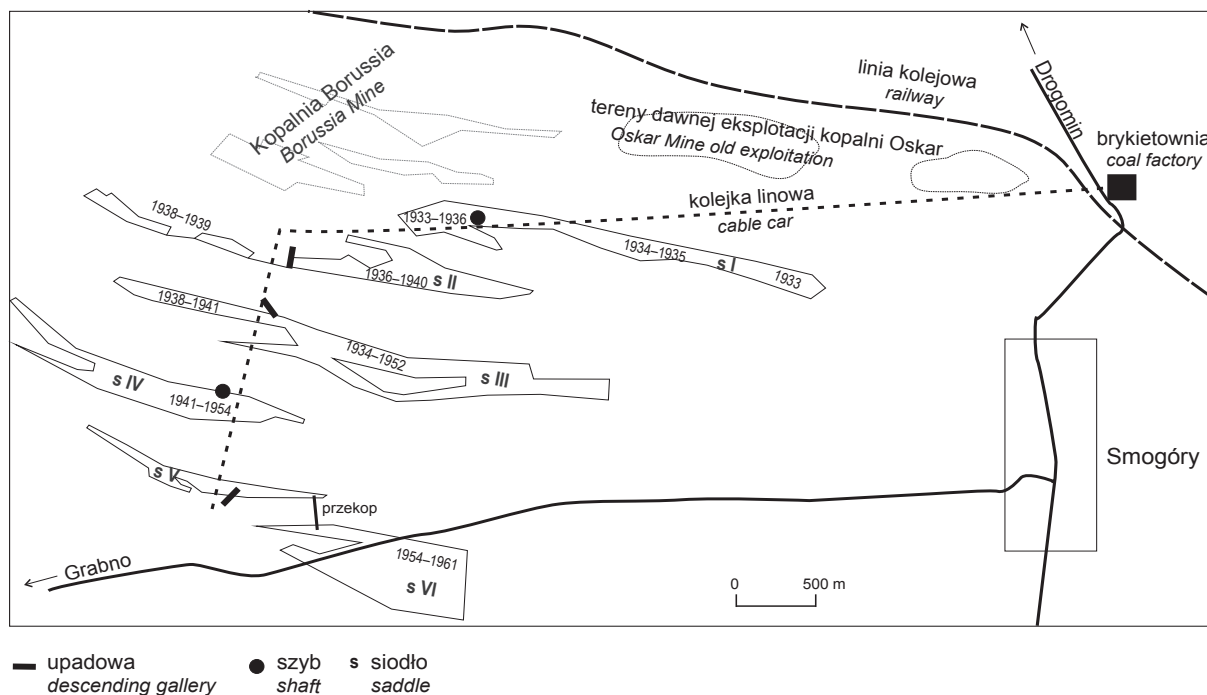 Kopalnia Borussia
Borussia Mine
linia kolejowa
railway
Drogomin
tereny dawnej eksplotacji kopalni Oskar
Oskar Mine old exploitation
brykietownia
coal factory
kolejka linowa
cable car
1938–1939
1933–1936
1934–1935
s I
1933
1936–1940
s II
1938–1941
1934–1952
s III
s IV
1941–1954
Smogóry
s V
przekop
1954–1961
s VI
Grabno
0 500 m
upadowa
descending gallery
szyb
shaft
s siodło
saddle